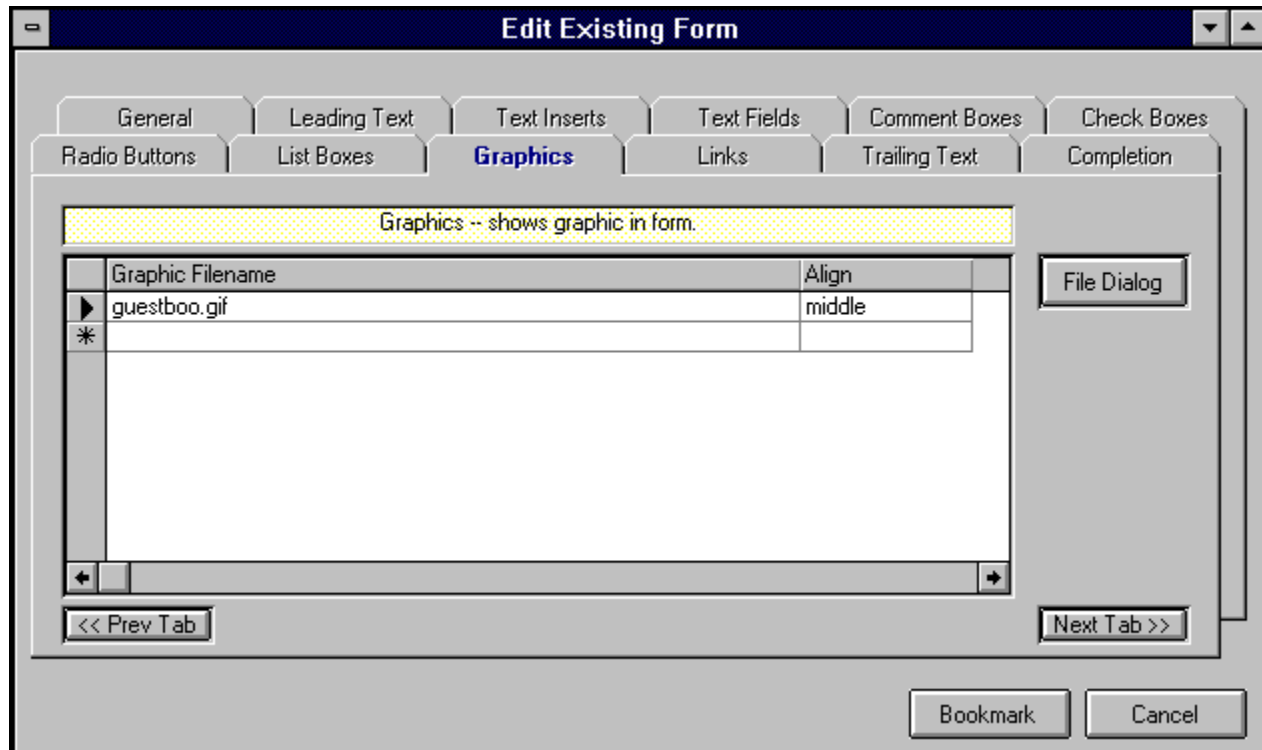 Edit Existing Form
General Leading Text Text Inserts Text Fields Comment Boxes Check Boxes
Radio Buttons List Boxes Graphics Links Trailing Text Completion
Graphics -- shows graphic in form.
Graphic Filename Align
File Dialog
guestboo.gif middle
<< Prev Tab Next Tab >>
Bookmark Cancel